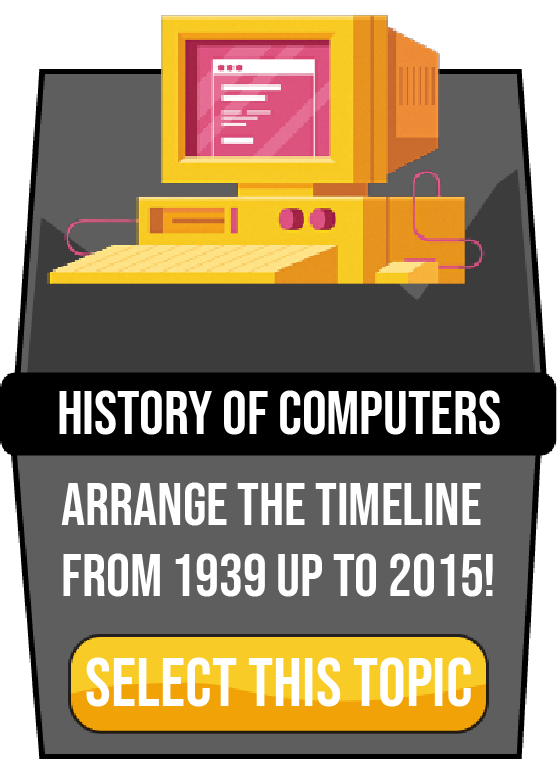 HISTORY OF COMPUTERS
ARRANGE THE TIMELINE
FROM 1939 UP TO 2015!
SELECT THIS TOPIC